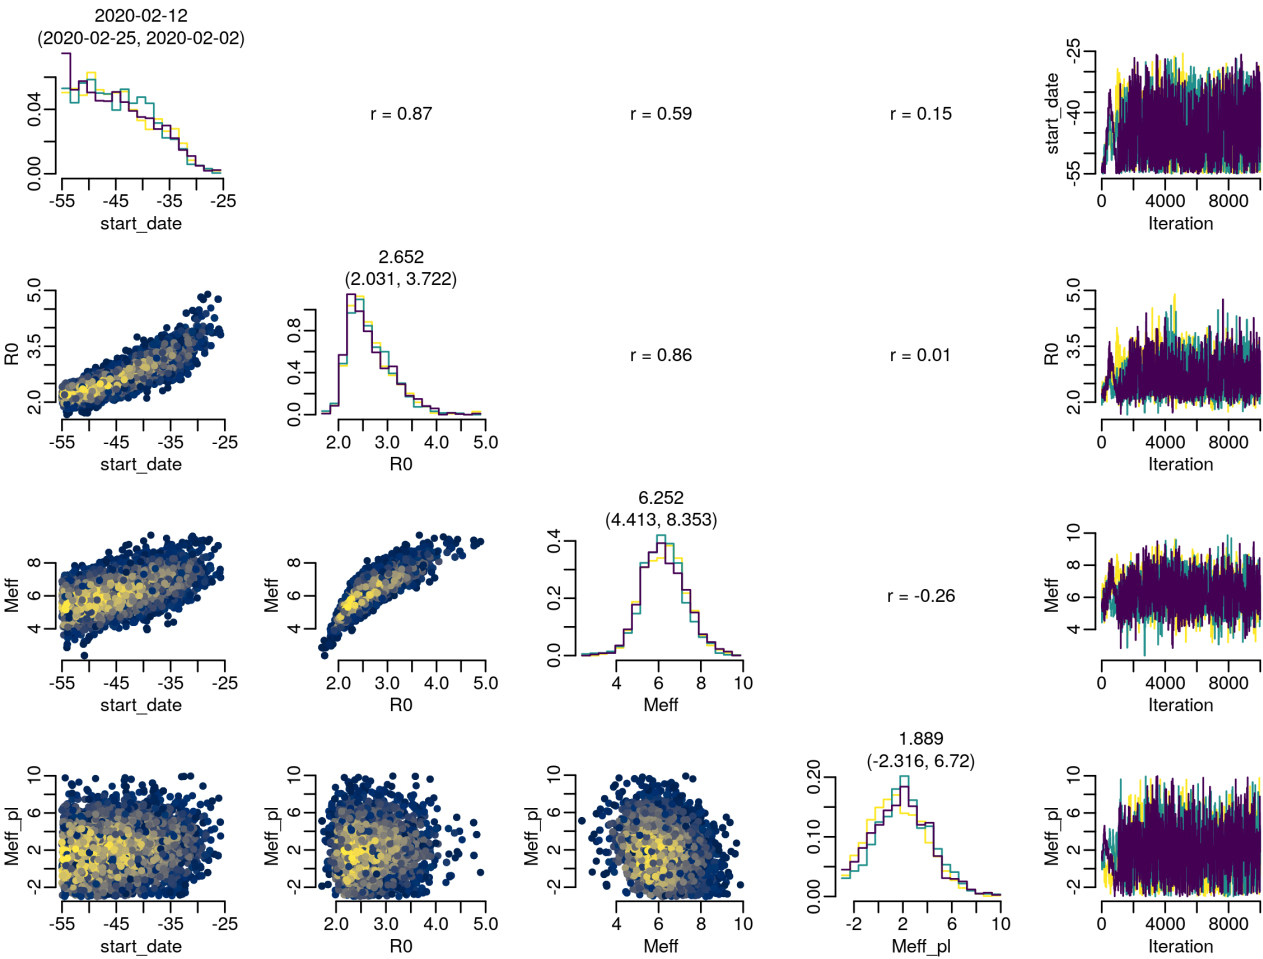 2020-02-12
(2020-02-25, 2020-02-02)
0.00 0.04
-55 -45 -35 -25
start_date
r = 0.87
r = 0.59
r = 0.15
start_date
-55 -40 -25
0 4000 8000
Iteration
R0
2.0 3.5 5.0
-55 -45 -35 -25
start_date
2.652
(2.031, 3.722)
0.0 0.4 0.8
2.0 3.0 4.0 5.0
R0
r = 0.86
r = 0.01
R0
2.0 3.5 5.0
0 4000 8000
Iteration
Meff
4 6 8
-55 -45 -35 -25
start_date
Meff
4 6 8
2.0 3.0 4.0 5.0
R0
6.252
(4.413, 8.353)
0.0 0.2 0.4
4 6 8 10
Meff
r = -0.26
Meff
4 6 8 10
0 4000 8000
Iteration
Meff_pl
-2 2 6 10
-55 -45 -35 -25
start_date
Meff_pl
-2 2 6 10
2.0 3.0 4.0 5.0
R0
Meff_pl
-2 2 6 10
4 6 8 10
Meff
1.889
(-2.316, 6.72)
0.00 0.10 0.20
-2 2 6 10
Meff_pl
Meff_pl
-2 2 6 10
0 4000 8000
Iteration